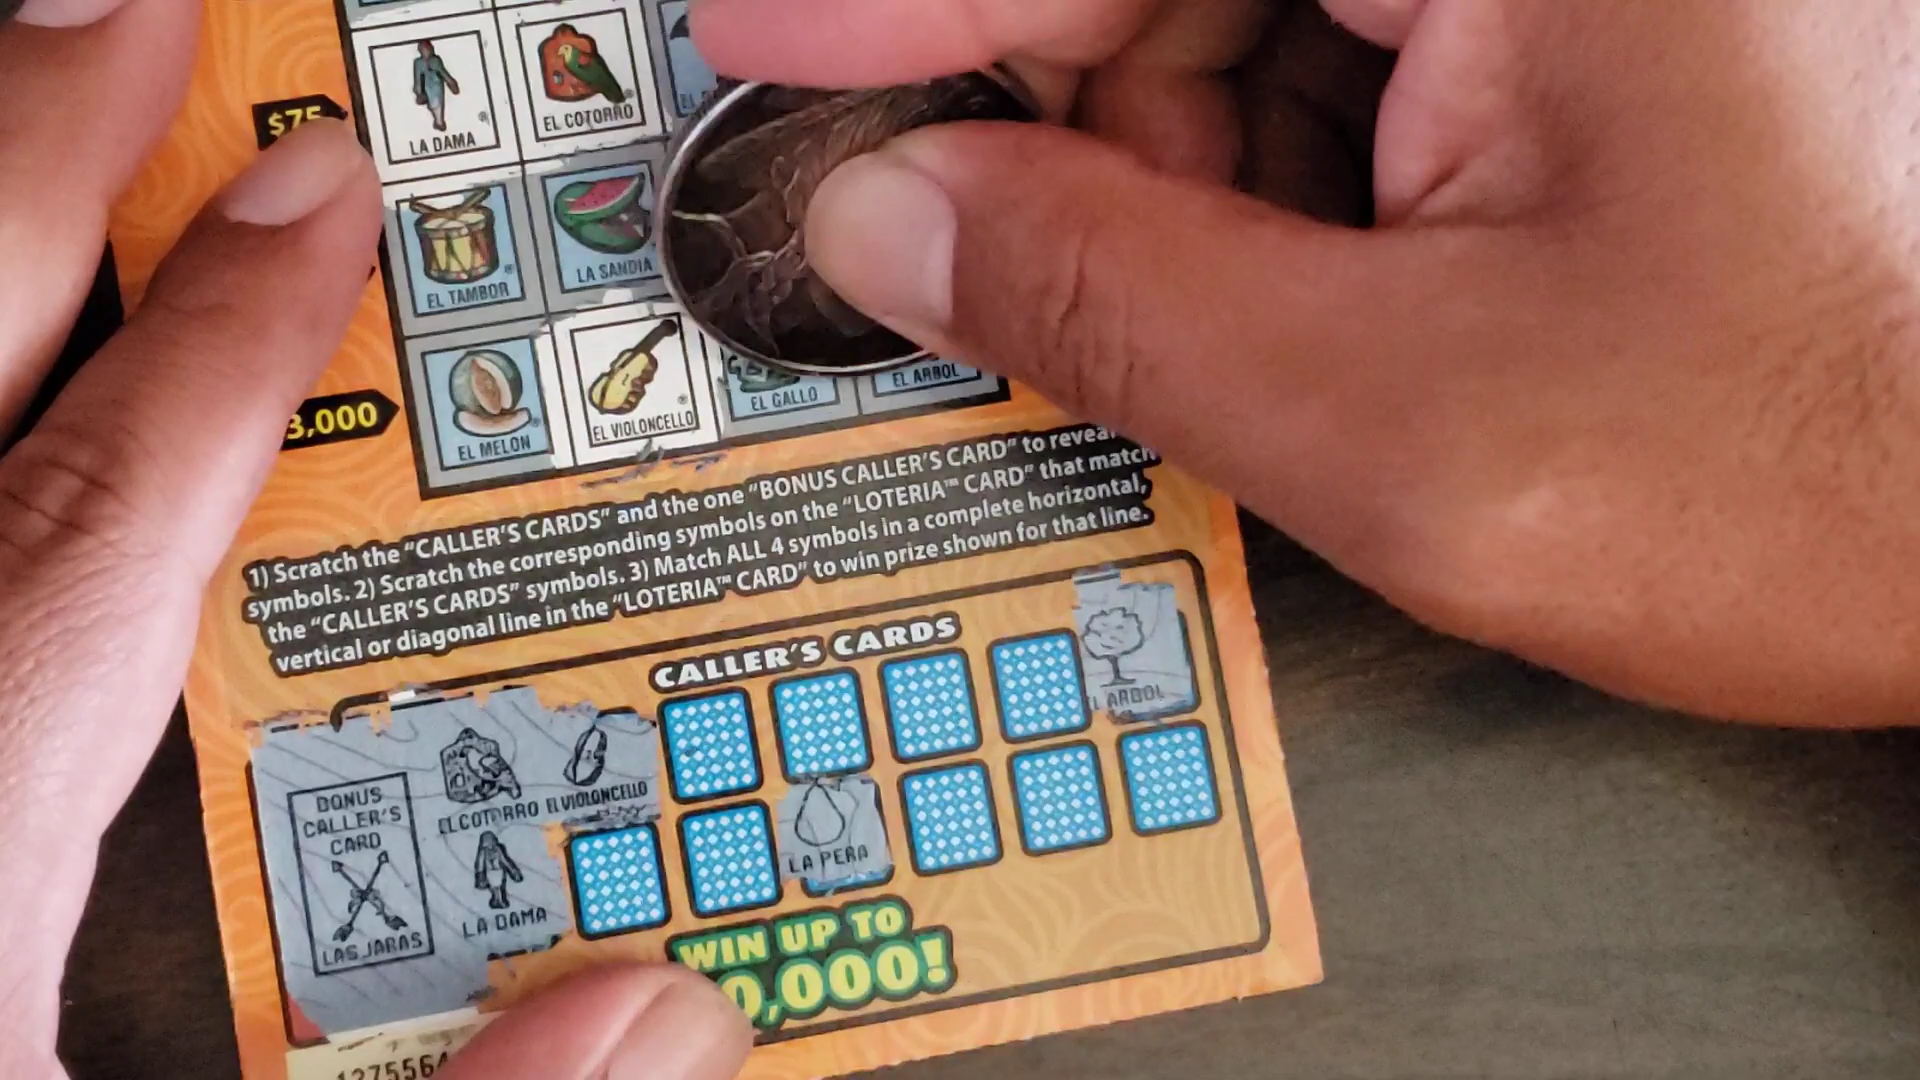 $75
LA DAMA
EL COTORRO
EL TAMBOR
LA SANDIA
3,000
EL MELON
EL VIOLONCELLO
EL GALLO
EL ARBOL
1) Scratch the "CALLER'S CARDS" and the one "BONUS CALLER'S CARD" to reveal
symbols. 2) Scratch the corresponding symbols on the "LOTERIA™ CARD" that match
the "CALLER'S CARDS" symbols. 3) Match ALL 4 symbols in a complete horizontal,
vertical or diagonal line in the "LOTERIA™ CARD" to win prize shown for that line.
CALLER'S CARDS
EL ARBOL
BONUS
CALLER'S
CARD
LAS JARAS
EL COTORRO
EL VIOLONCELLO
LA DAMA
LA PERA
WIN UP TO
0,000!
1275564